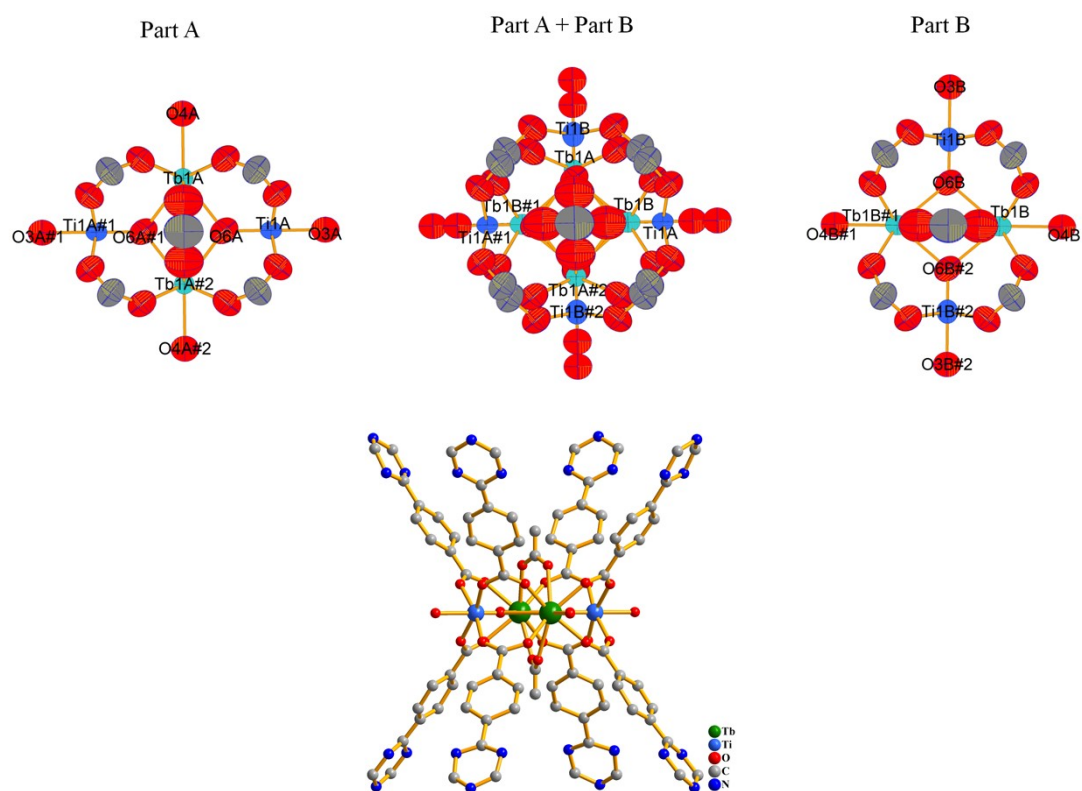 Part A
Part A + Part B
Part B
O4A
Tb1A
Ti1A#1
O6A#1
O6A
Ti1A
O3A#1
O3A
Tb1A#2
O4A#2
Ti1B
Tb1A
Tb1B#1
Tb1B
Ti1A#1
Ti1A
Tb1A#2
Ti1B#2
O3B
Ti1B
O6B
Tb1B#1
Tb1B
O4B#1
O4B
O6B#2
Ti1B#2
O3B#2
Tb
Ti
O
C
N